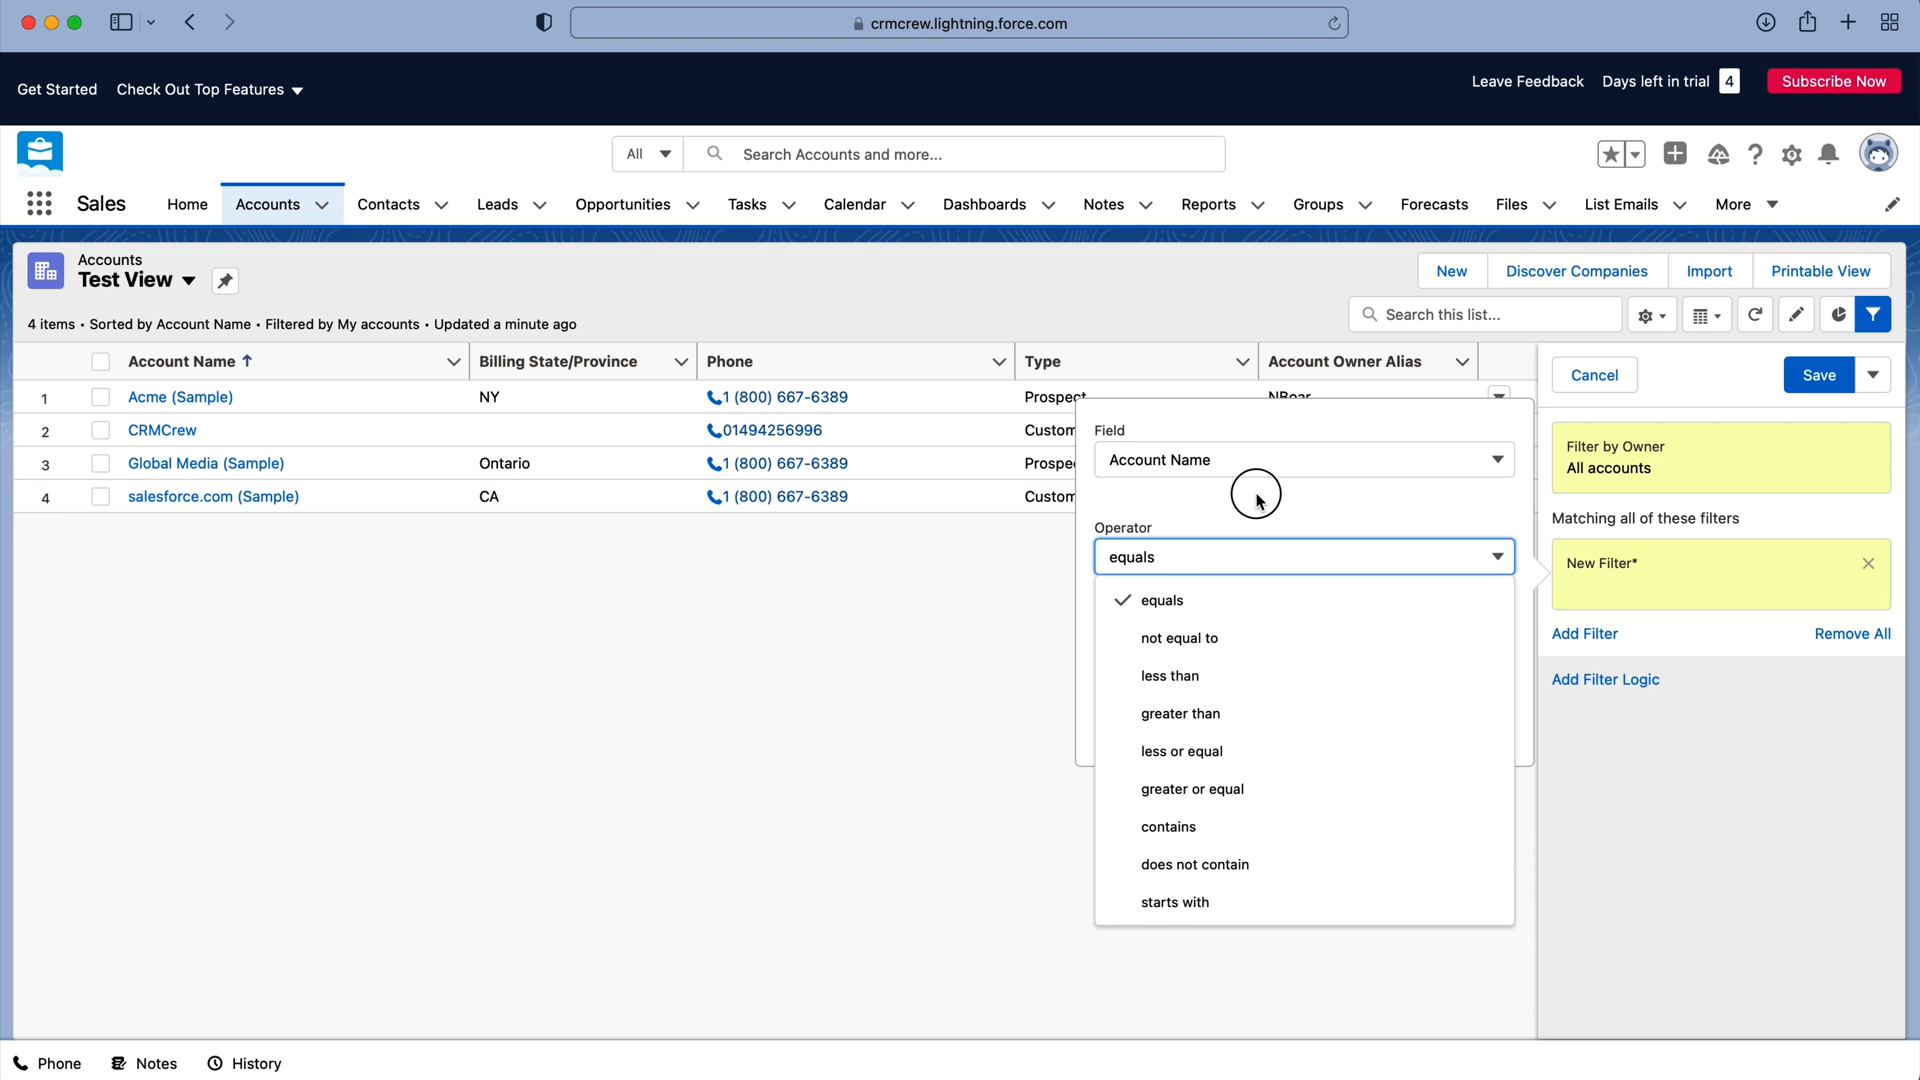 crmcrew.lightning.force.com
Get Started Check Out Top Features
Leave Feedback Days left in trial 4 Subscribe Now
All Search Accounts and more...
Sales Home Accounts Contacts Leads Opportunities Tasks Calendar Dashboards Notes Reports Groups Forecasts Files List Emails More
Accounts
Test View
New Discover Companies Import Printable View
4 items • Sorted by Account Name • Filtered by My accounts • Updated a minute ago
Search this list...
Account Name Billing State/Province Phone Type Account Owner Alias
1 Acme (Sample) NY 1 (800) 667-6389 Prospect NBoar
2 CRMCrew 01494256996 Custom
3 Global Media (Sample) Ontario 1 (800) 667-6389 Prospe
4 salesforce.com (Sample) CA 1 (800) 667-6389 Custom
Field
Account Name
Operator
equals
equals
not equal to
less than
greater than
less or equal
greater or equal
contains
does not contain
starts with
Cancel Save
Filter by Owner
All accounts
Matching all of these filters
New Filter*
Add Filter Remove All
Add Filter Logic
Phone Notes History